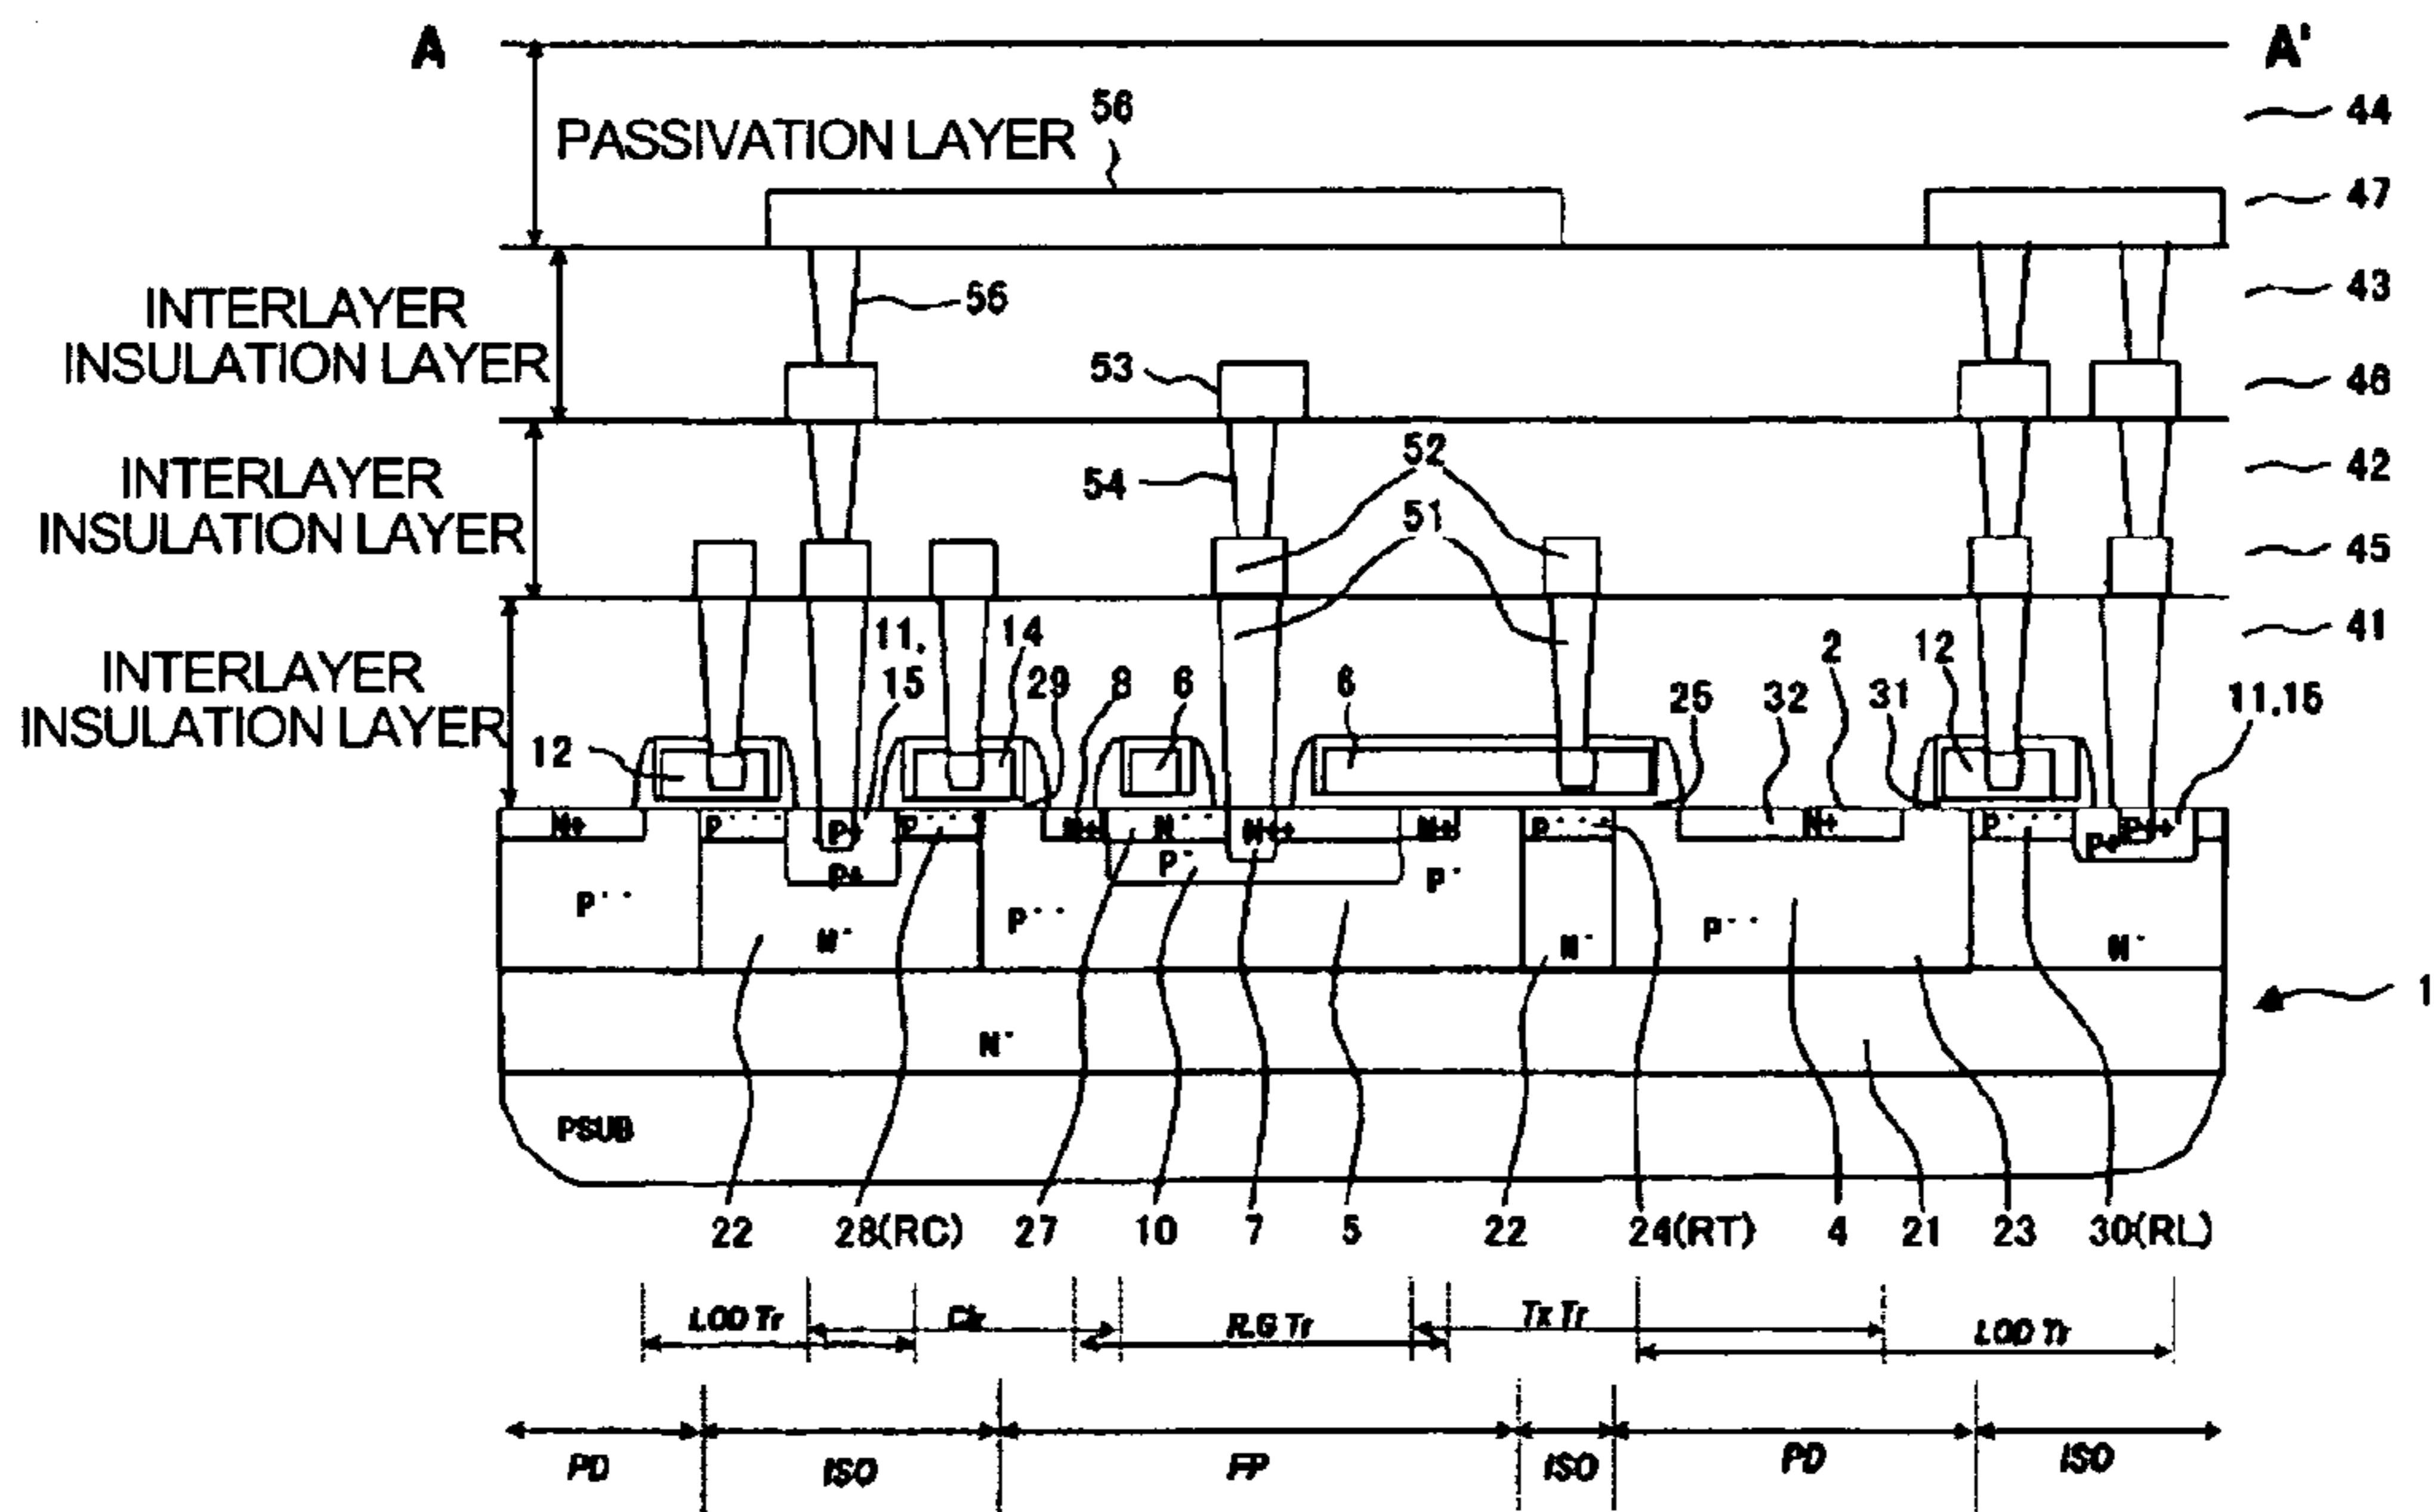 A
A'
44
PASSIVATION LAYER
58
47
INTERLAYER
INSULATION LAYER
56
43
53
46
INTERLAYER
INSULATION LAYER
54
52
42
51
45
INTERLAYER
INSULATION LAYER
11,
15
14
29
8
6
6
25
32
2
31
12
41
11,15
12
N+
P---
P+
P---
N+
N---
N++
N+
P---
N+
P---
P+
P++
P+
P-
P--
N-
P--
P-
N-
P--
N-
1
N-
PSUB
22
28(RC)
27
10
7
5
22
24(RT)
4
21
23
30(RL)
LOD Tr
R.G Tr
Tx Tr
LOD Tr
PD
ISO
FP
ISO
PD
ISO